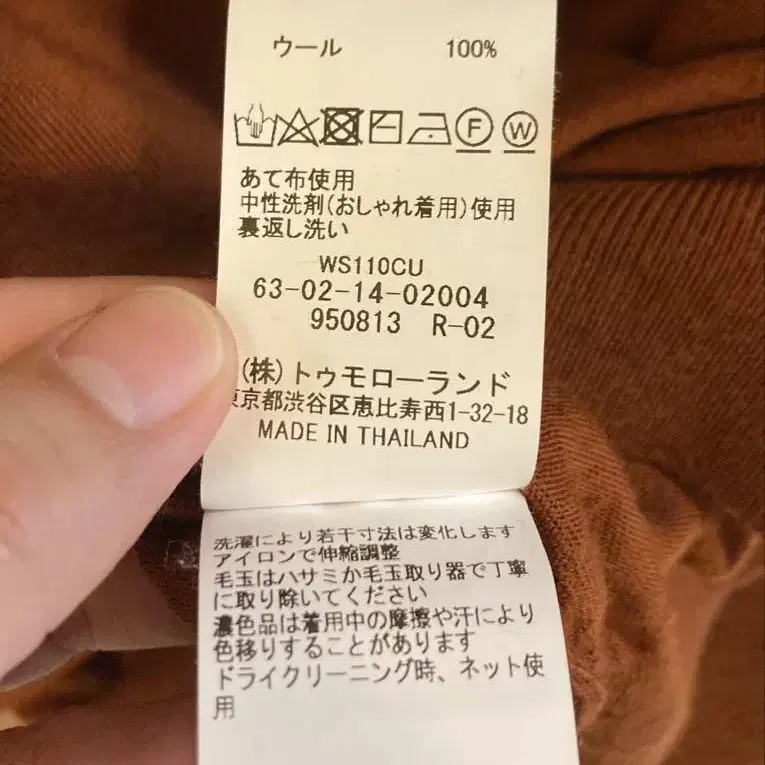 ウール 100%
F W
あて布使用
中性洗剤(おしゃれ着用)使用
裏返し洗い
WS110CU
63-02-14-02004
950813 R-02
(株)トゥモローランド
東京都渋谷区恵比寿西1-32-18
MADE IN THAILAND
洗濯により若干寸法は変化します
アイロンで伸縮調整
毛玉はハサミか毛玉取り器で丁寧
に取り除いてください
濃色品は着用中の摩擦や汗により
色移りすることがあります
ドライクリーニング時、ネット使
用